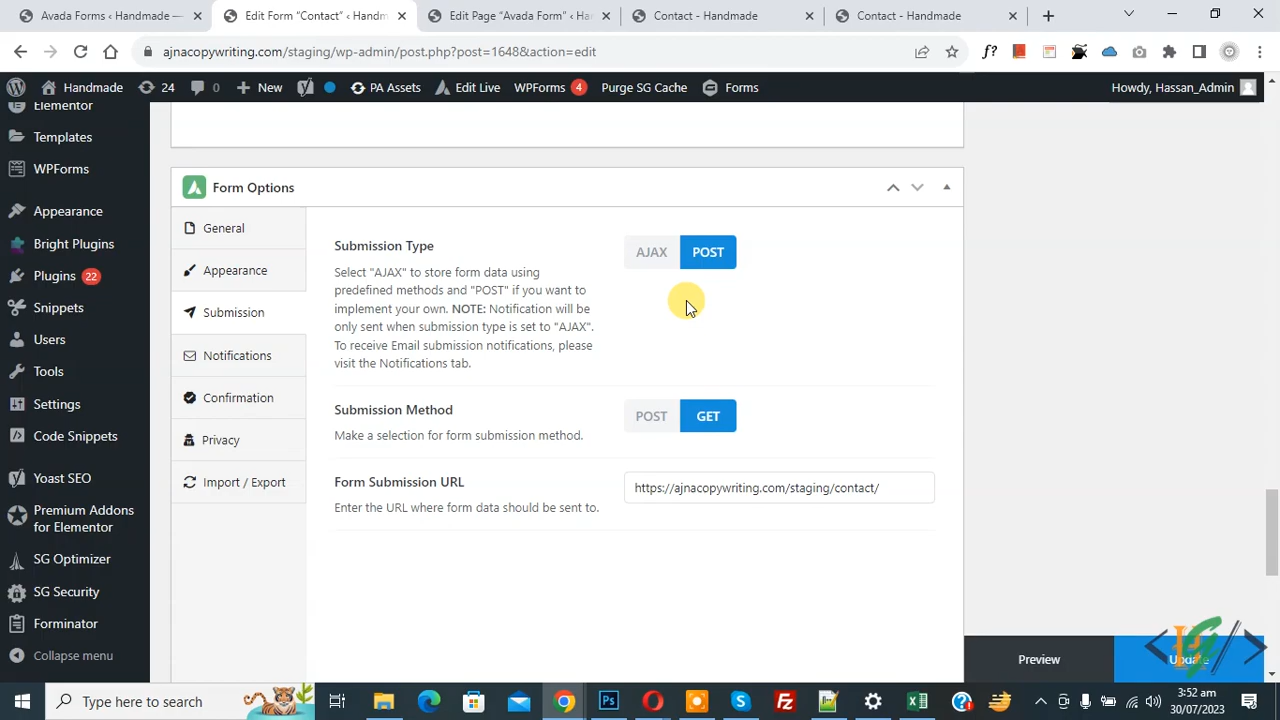 Avada Forms ‹ Handmade —
Edit Form “Contact” ‹ Handm
Edit Page “Avada Form” ‹ Ha
Contact - Handmade
Contact - Handmade
ajnacopywriting.com/staging/wp-admin/post.php?post=1648&action=edit
Handmade
24
0
New
PA Assets
Edit Live
WPForms 4
Purge SG Cache
Forms
Howdy, Hassan_Admin
Elementor
Templates
WPForms
Appearance
Bright Plugins
Plugins 22
Snippets
Users
Tools
Settings
Code Snippets
Yoast SEO
Premium Addons
for Elementor
SG Optimizer
SG Security
Forminator
Collapse menu
Form Options
General
Appearance
Submission
Notifications
Confirmation
Privacy
Import / Export
Submission Type
AJAX POST
Select "AJAX" to store form data using
predefined methods and "POST" if you want to
implement your own. NOTE: Notification will be
only sent when submission type is set to "AJAX".
To receive Email submission notifications, please
visit the Notifications tab.
Submission Method
POST GET
Make a selection for form submission method.
Form Submission URL
https://ajnacopywriting.com/staging/contact/
Enter the URL where form data should be sent to.
Preview
Update
Type here to search
3:52 am
30/07/2023